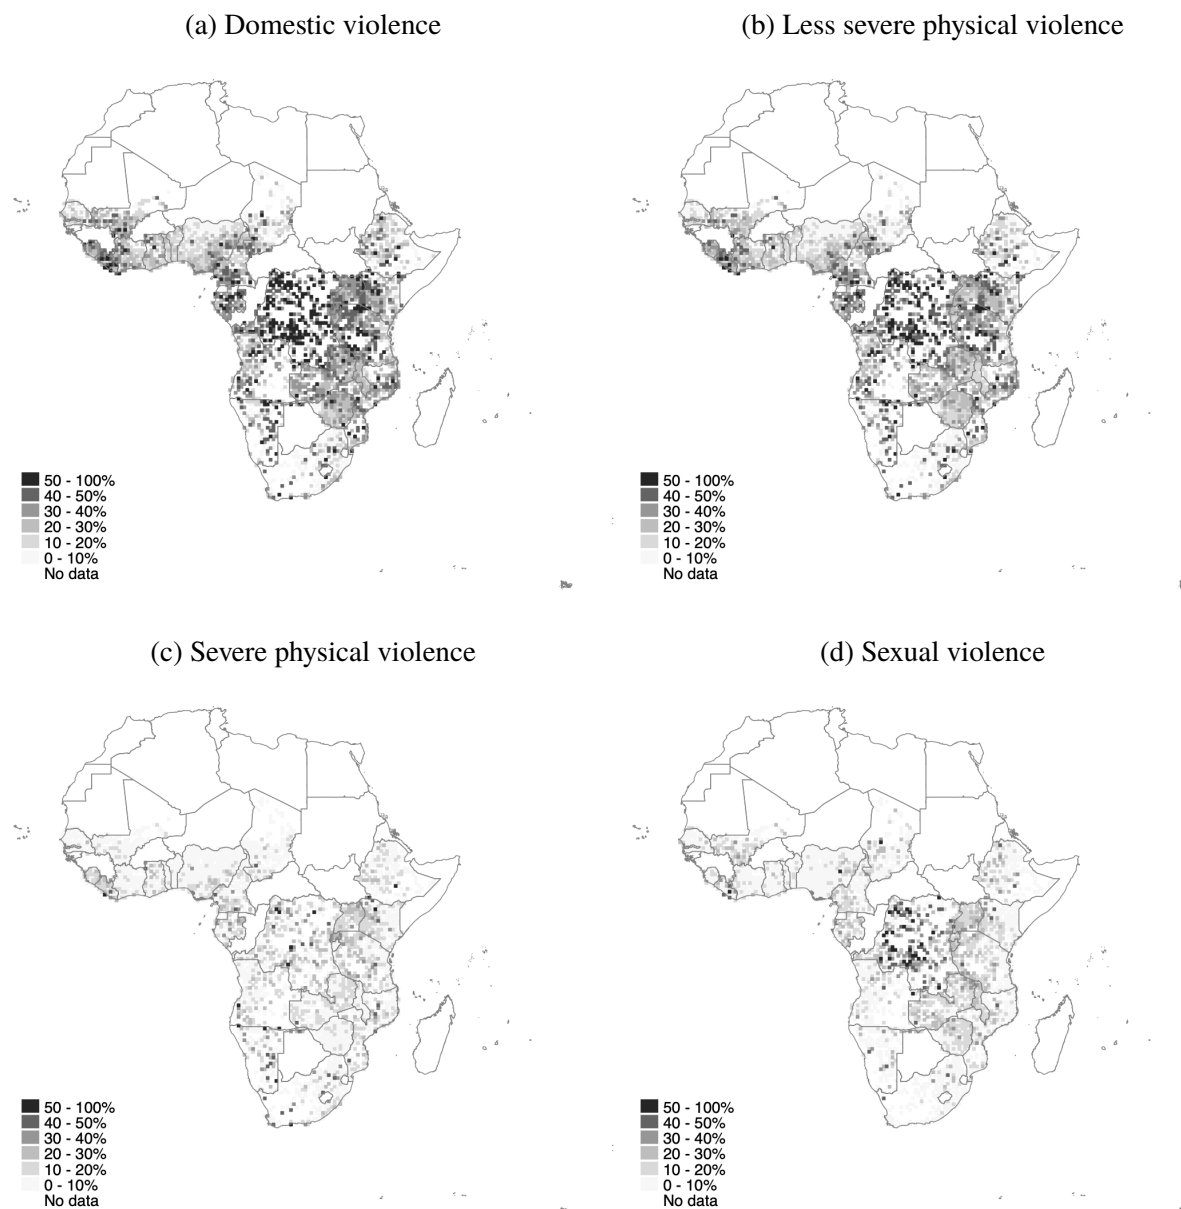 (a) Domestic violence
(b) Less severe physical violence
50 - 100%
40 - 50%
30 - 40%
20 - 30%
10 - 20%
0 - 10%
No data
50 - 100%
40 - 50%
30 - 40%
20 - 30%
10 - 20%
0 - 10%
No data
(c) Severe physical violence
(d) Sexual violence
50 - 100%
40 - 50%
30 - 40%
20 - 30%
10 - 20%
0 - 10%
No data
50 - 100%
40 - 50%
30 - 40%
20 - 30%
10 - 20%
0 - 10%
No data